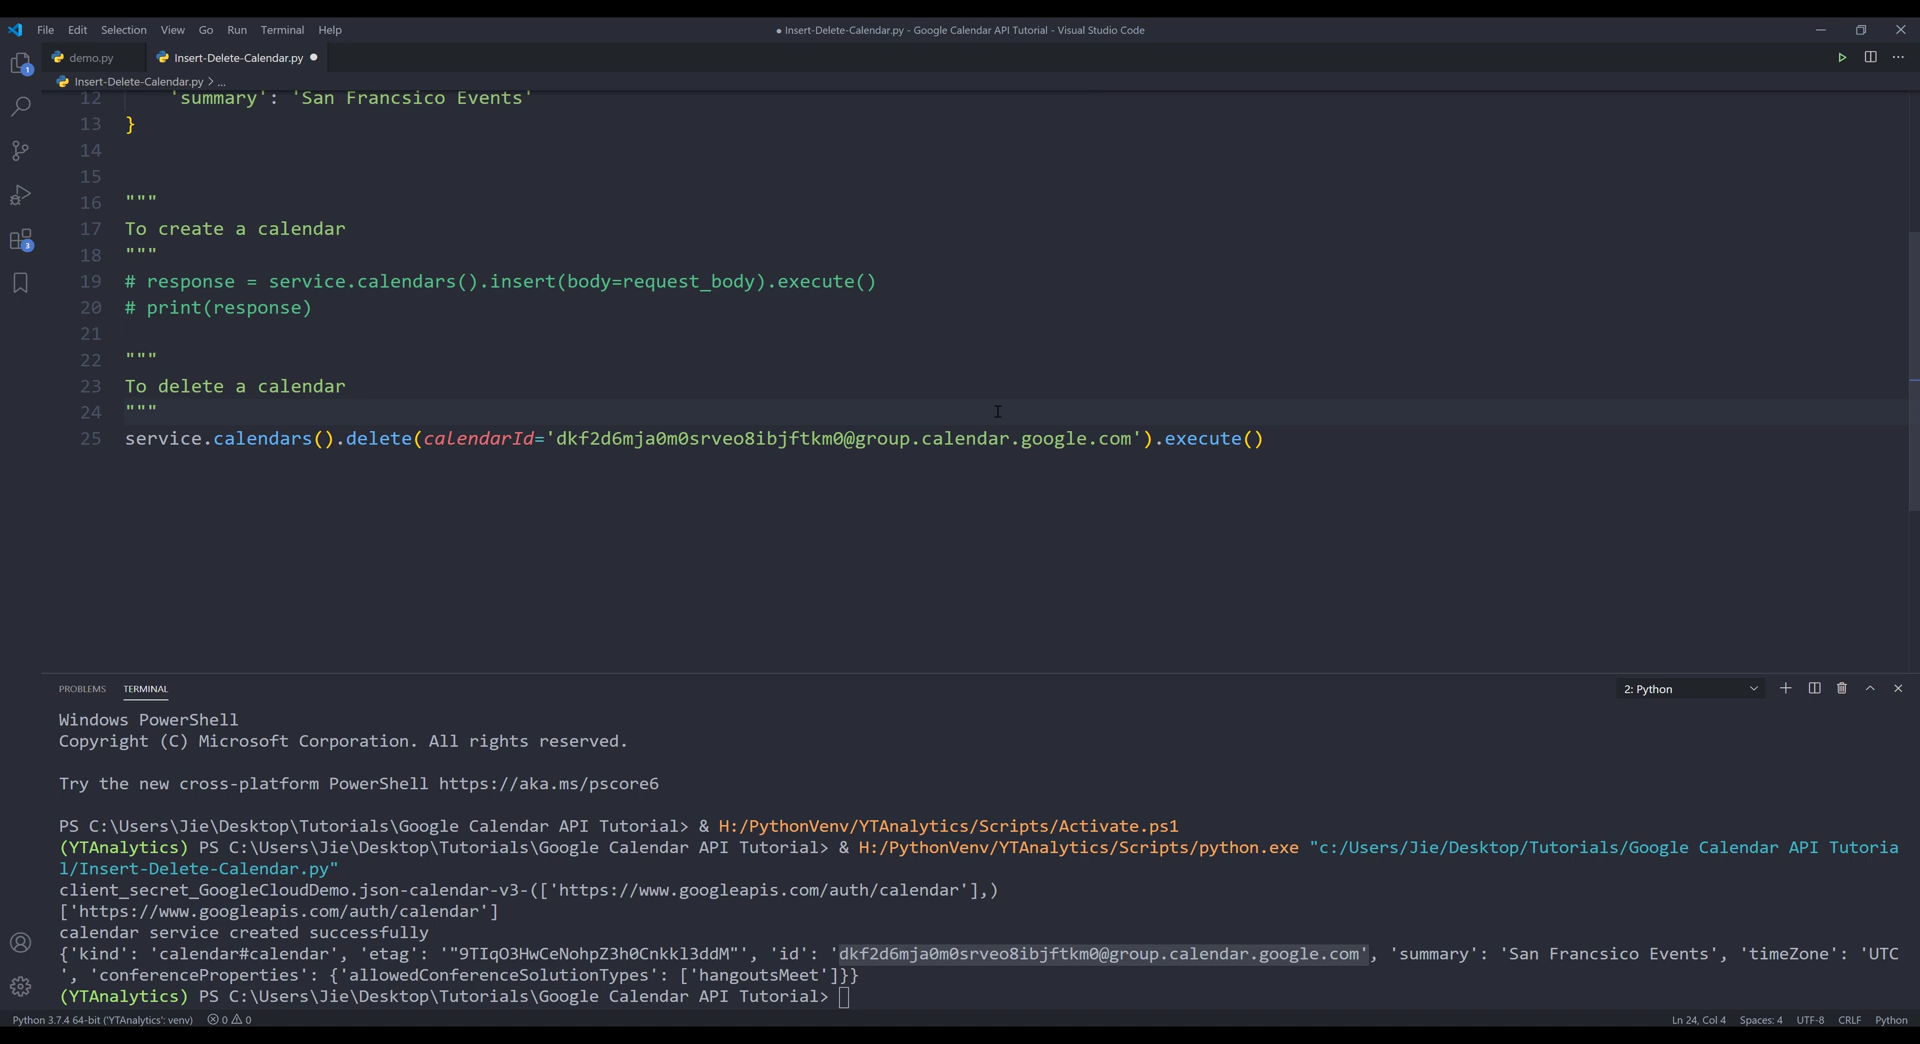 File Edit Selection View Go Run Terminal Help
● Insert-Delete-Calendar.py - Google Calendar API Tutorial - Visual Studio Code
demo.py
Insert-Delete-Calendar.py ●
Insert-Delete-Calendar.py > ...
12 'summary': 'San Francsico Events'
13 }
14
15
16 """
17 To create a calendar
18 """
19 # response = service.calendars().insert(body=request_body).execute()
20 # print(response)
21
22 """
23 To delete a calendar
24 """
25 service.calendars().delete(calendarId='dkf2d6mja0m0srveo8ibjftkm0@group.calendar.google.com').execute()
1
3
PROBLEMS TERMINAL
2: Python
Windows PowerShell
Copyright (C) Microsoft Corporation. All rights reserved.
Try the new cross-platform PowerShell https://aka.ms/pscore6
PS C:\Users\Jie\Desktop\Tutorials\Google Calendar API Tutorial> & H:/PythonVenv/YTAnalytics/Scripts/Activate.ps1
(YTAnalytics) PS C:\Users\Jie\Desktop\Tutorials\Google Calendar API Tutorial> & H:/PythonVenv/YTAnalytics/Scripts/python.exe "c:/Users/Jie/Desktop/Tutorials/Google Calendar API Tutoria
l/Insert-Delete-Calendar.py"
client_secret_GoogleCloudDemo.json-calendar-v3-(['https://www.googleapis.com/auth/calendar'],)
['https://www.googleapis.com/auth/calendar']
calendar service created successfully
{'kind': 'calendar#calendar', 'etag': '"9TIqO3HwCeNohpZ3h0Cnkkl3ddM"', 'id': 'dkf2d6mja0m0srveo8ibjftkm0@group.calendar.google.com', 'summary': 'San Francsico Events', 'timeZone': 'UTC
', 'conferenceProperties': {'allowedConferenceSolutionTypes': ['hangoutsMeet']}}
(YTAnalytics) PS C:\Users\Jie\Desktop\Tutorials\Google Calendar API Tutorial>
Python 3.7.4 64-bit ('YTAnalytics': venv) 0 0
Ln 24, Col 4 Spaces: 4 UTF-8 CRLF Python